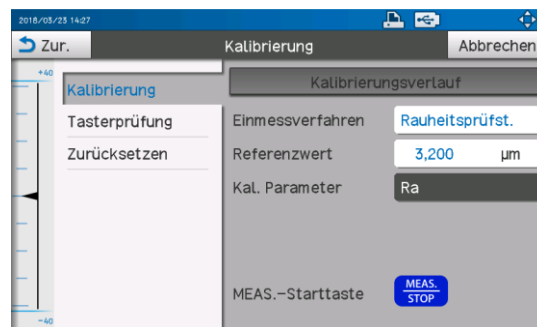 2018/03/23 14:27
Zur.
Kalibrierung
Abbrechen
+40
Kalibrierung
Tasterprüfung
Zurücksetzen
-40
Kalibrierungsverlauf
Einmessverfahren
Rauheitsprüfst.
Referenzwert
3,200 µm
Kal. Parameter
Ra
MEAS.-Starttaste
MEAS.
STOP